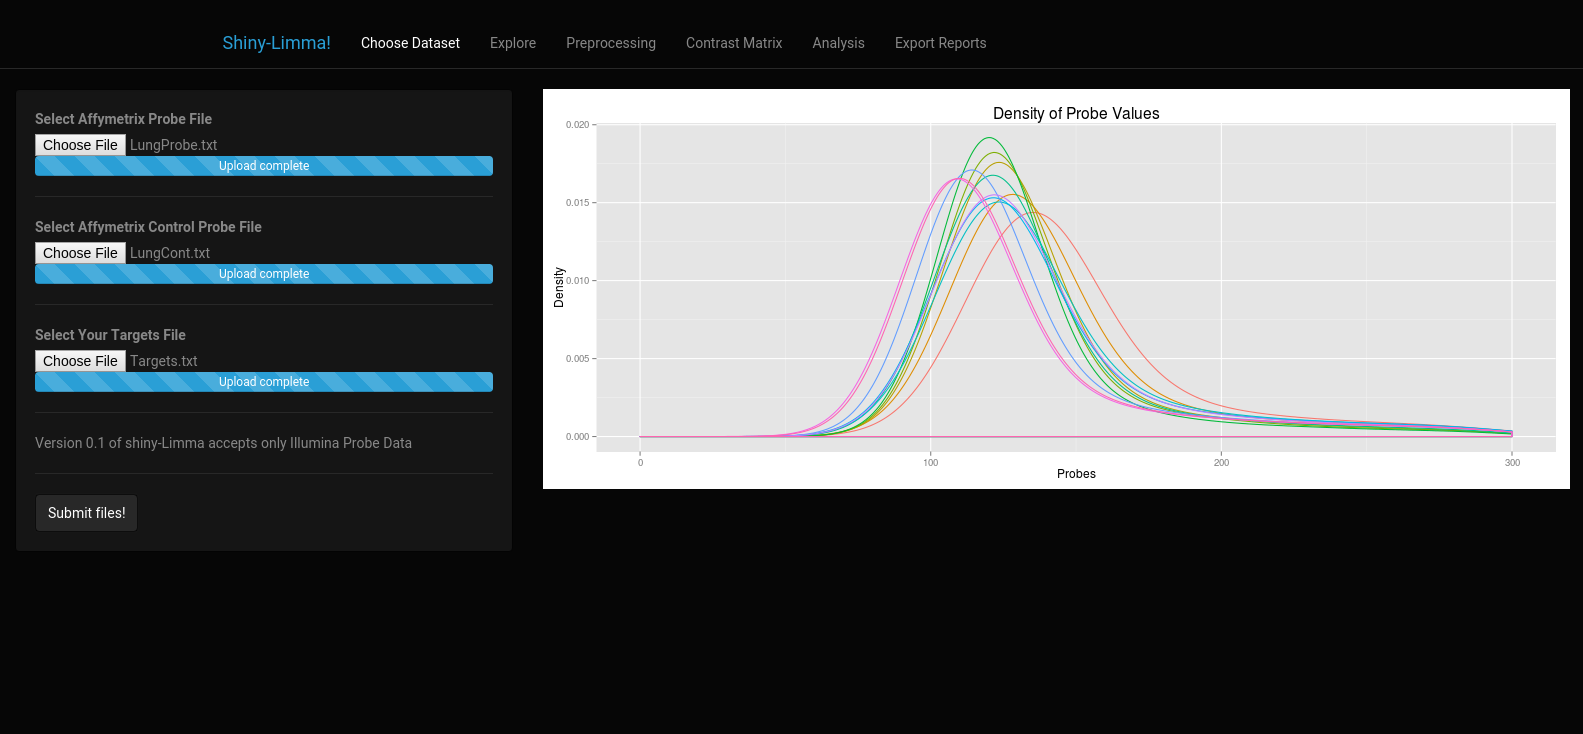 Shiny-Limma! Choose Dataset Explore Preprocessing Contrast Matrix Analysis Export Reports
Select Affymetrix Probe File
Choose File LungProbe.txt
Upload complete
Select Affymetrix Control Probe File
Choose File LungCont.txt
Upload complete
Select Your Targets File
Choose File Targets.txt
Upload complete
Version 0.1 of shiny-Limma accepts only Illumina Probe Data
Submit files!
Density of Probe Values
0.020
0.015
0.010
0.005
0.000
Density
0 100 200 300
Probes